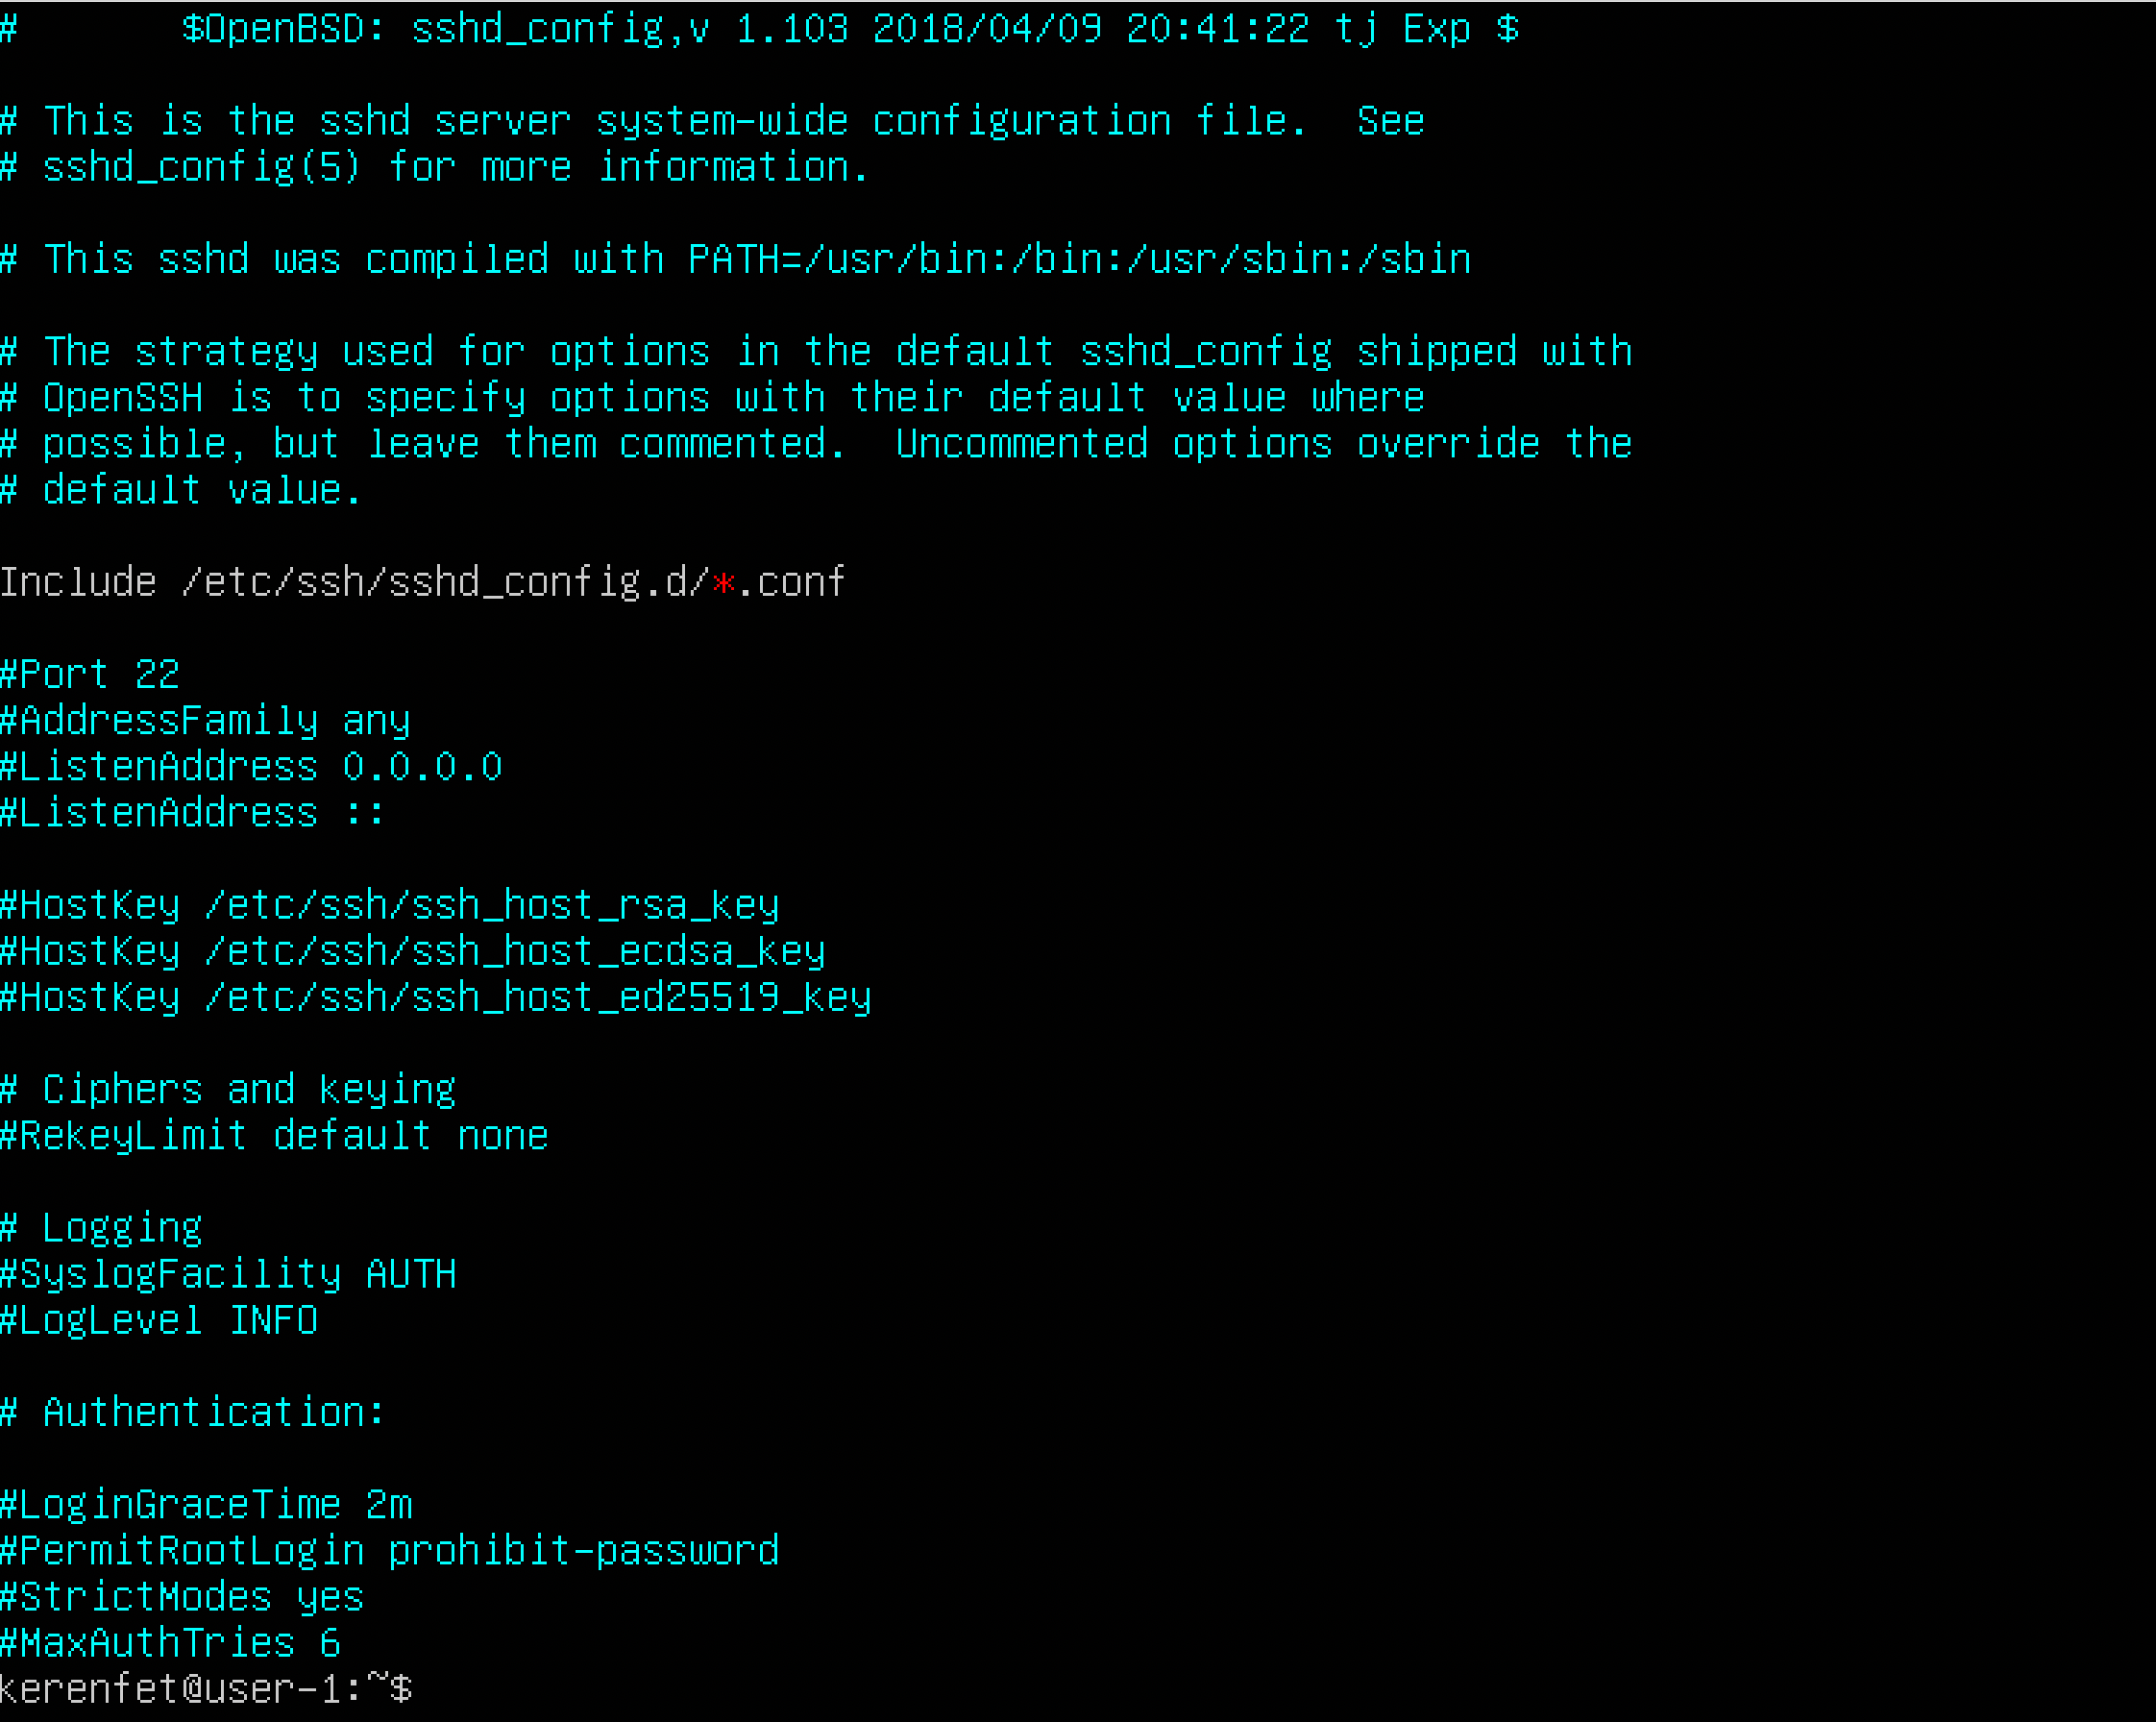 #       $OpenBSD: sshd_config,v 1.103 2018/04/09 20:41:22 tj Exp $
# This is the sshd server system-wide configuration file.  See
# sshd_config(5) for more information.
# This sshd was compiled with PATH=/usr/bin:/bin:/usr/sbin:/sbin
# The strategy used for options in the default sshd_config shipped with
# OpenSSH is to specify options with their default value where
# possible, but leave them commented.  Uncommented options override the
# default value.
Include /etc/ssh/sshd_config.d/*.conf
#Port 22
#AddressFamily any
#ListenAddress 0.0.0.0
#ListenAddress ::
#HostKey /etc/ssh/ssh_host_rsa_key
#HostKey /etc/ssh/ssh_host_ecdsa_key
#HostKey /etc/ssh/ssh_host_ed25519_key
# Ciphers and keying
#RekeyLimit default none
# Logging
#SyslogFacility AUTH
#LogLevel INFO
# Authentication:
#LoginGraceTime 2m
#PermitRootLogin prohibit-password
#StrictModes yes
#MaxAuthTries 6
kerenfet@user-1:~$